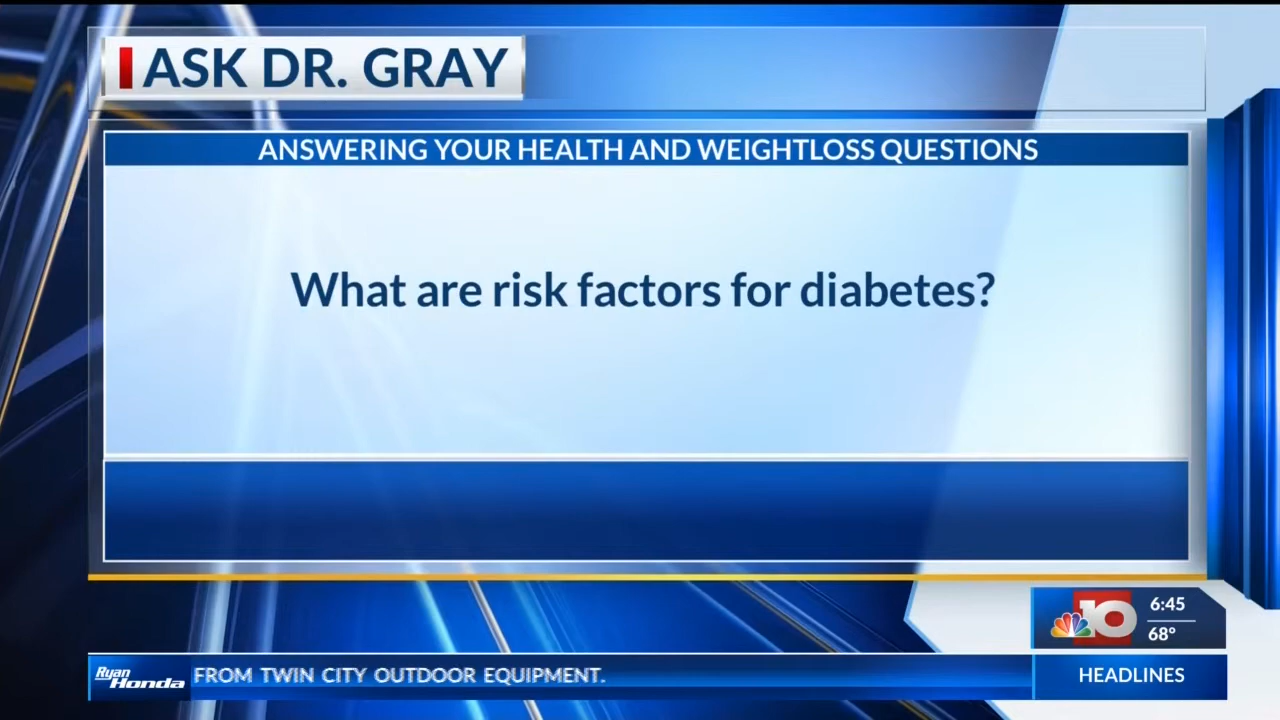 ASK DR. GRAY
ANSWERING YOUR HEALTH AND WEIGHTLOSS QUESTIONS
What are risk factors for diabetes?
10
6:45
68°
Ryan
Honda
FROM TWIN CITY OUTDOOR EQUIPMENT.
HEADLINES